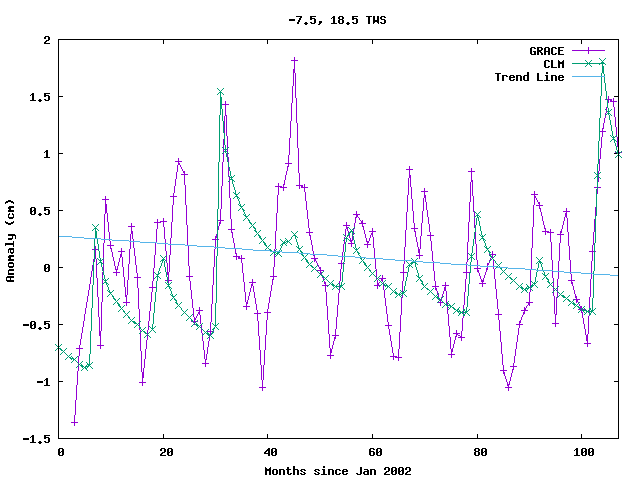 -7.5, 18.5 TWS
GRACE
CLM
Trend Line
2
1.5
1
0.5
0
-0.5
-1
-1.5
Anomaly (cm)
0 20 40 60 80 100
Months since Jan 2002